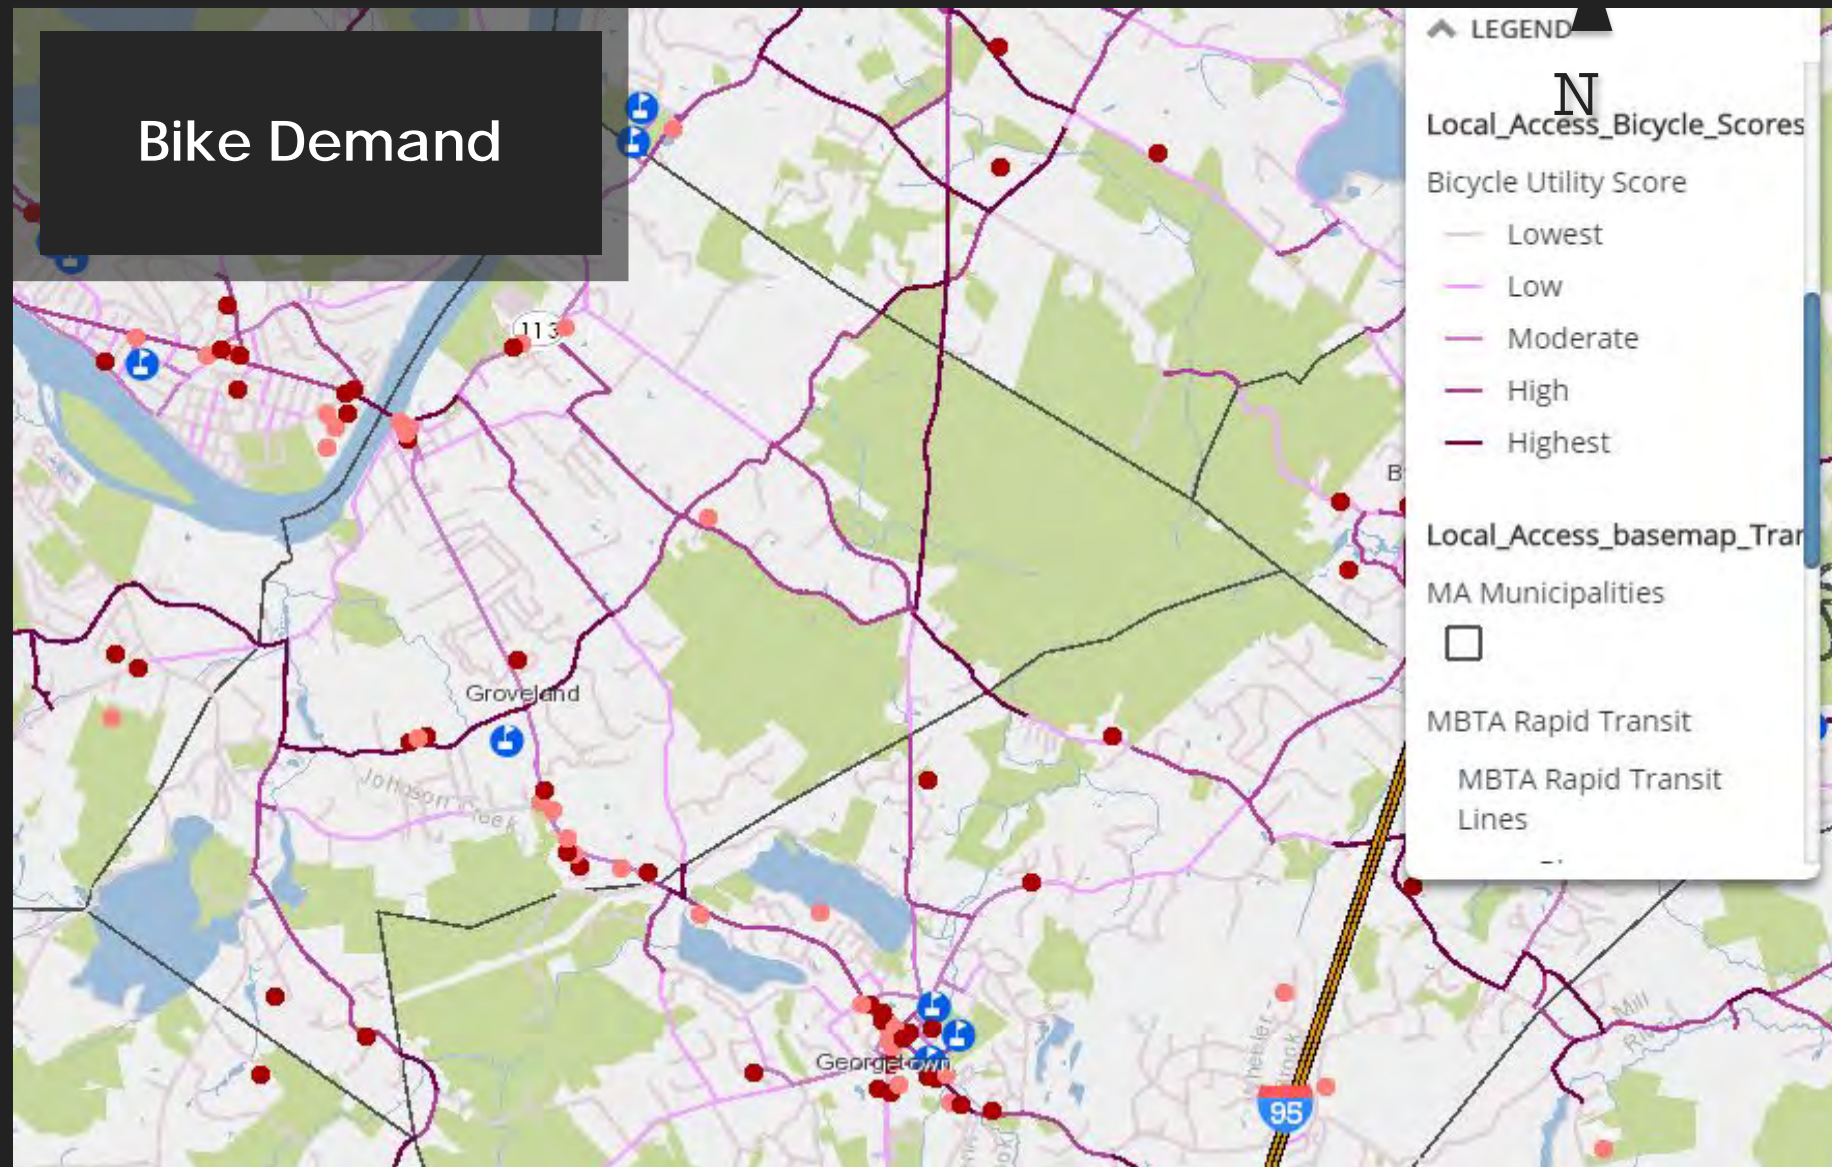 Bike Demand
LEGEND
N
Local_Access_Bicycle_Scores
Bicycle Utility Score
Lowest
Low
Moderate
High
Highest
Local_Access_basemap_Tran
MA Municipalities
MBTA Rapid Transit
MBTA Rapid Transit
Lines
113
Groveland
Johnson Creek
Georgetown
95
Mill